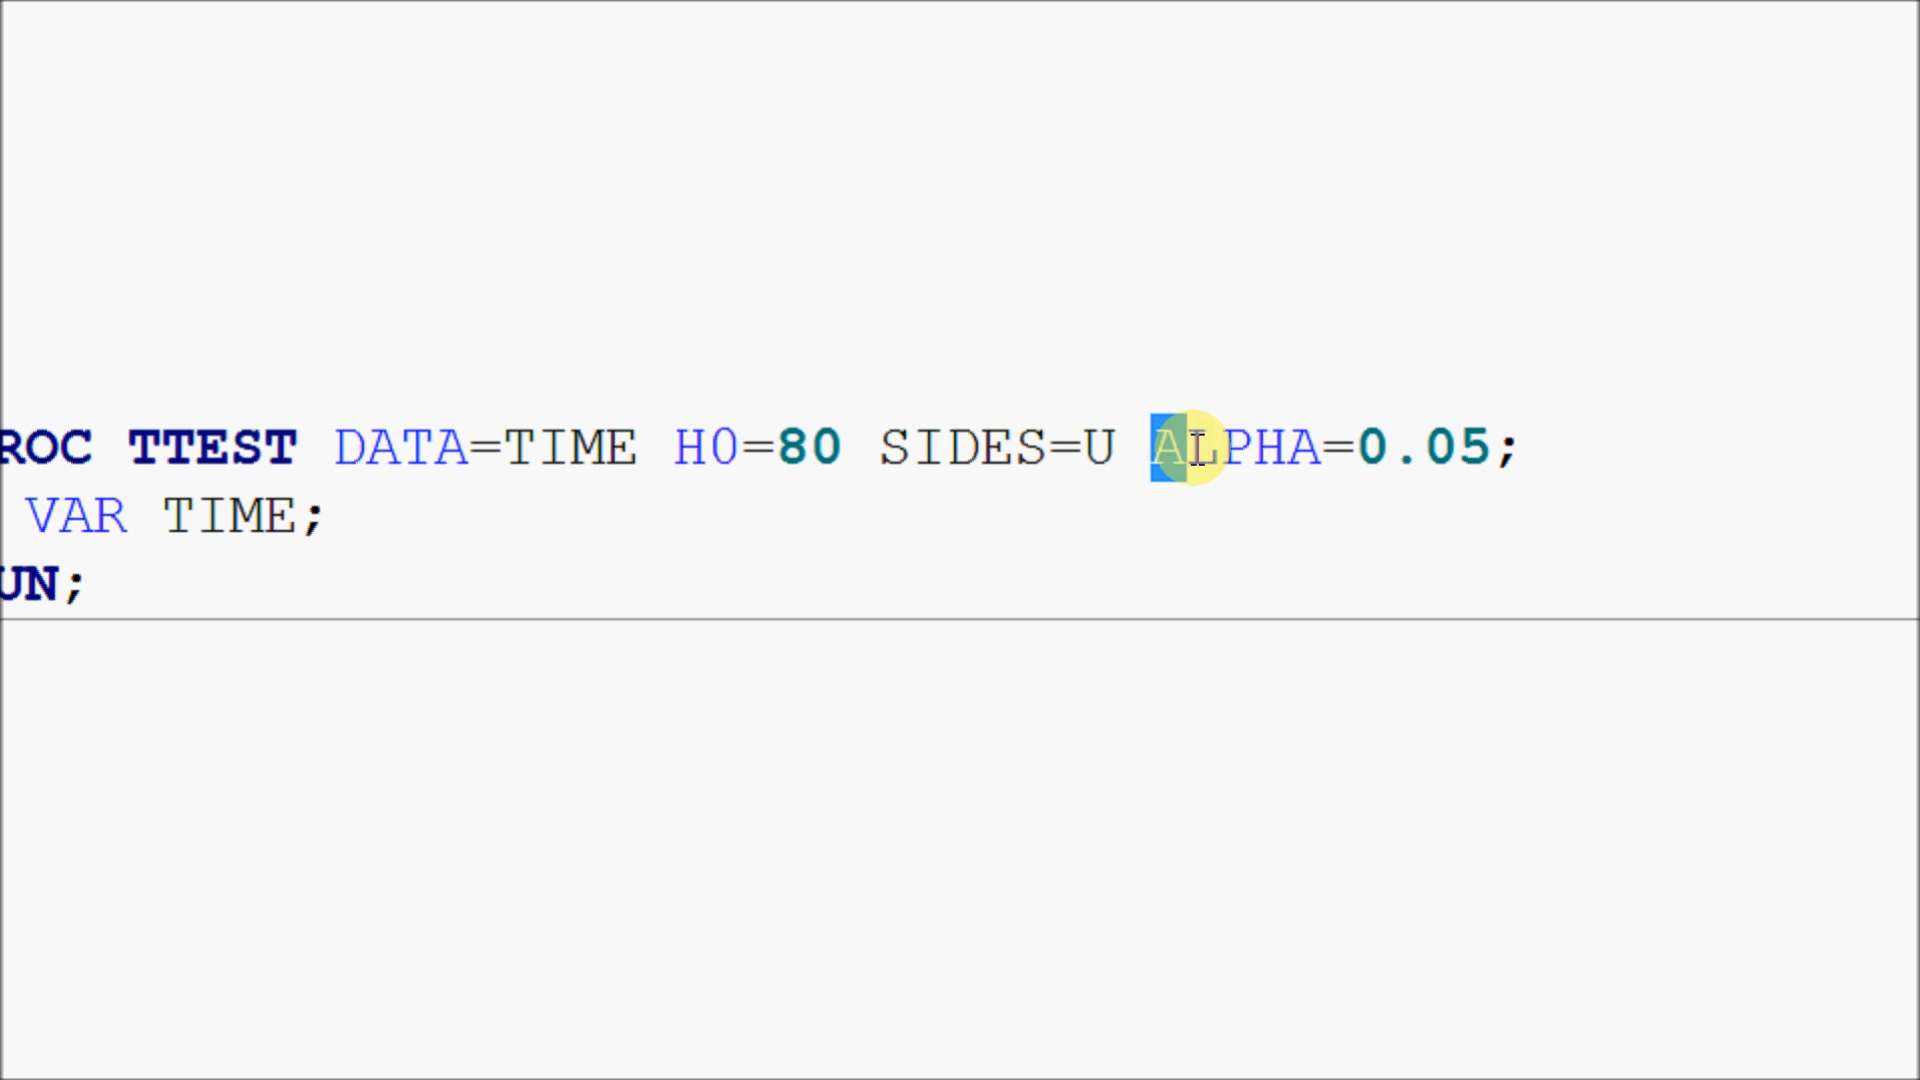 ROC TTEST DATA=TIME H0=80 SIDES=U ALPHA=0.05;
VAR TIME;
UN;